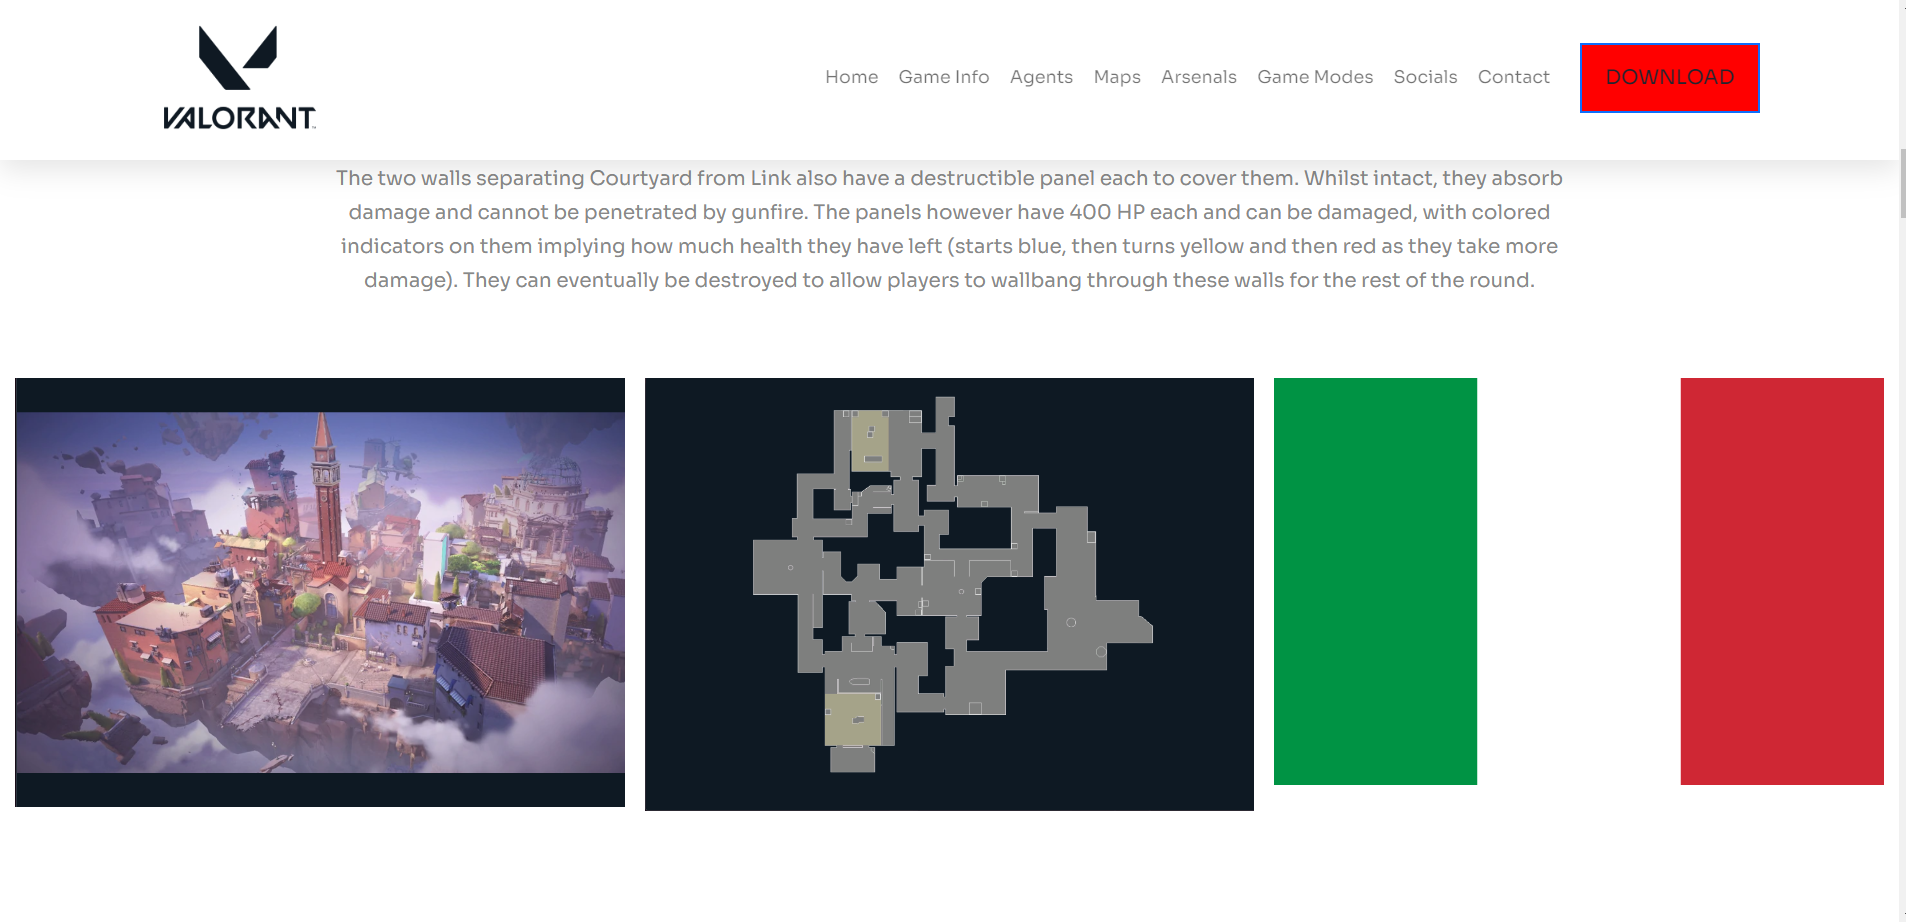 VALORANT
Home Game Info Agents Maps Arsenals Game Modes Socials Contact DOWNLOAD
The two walls separating Courtyard from Link also have a destructible panel each to cover them. Whilst intact, they absorb
damage and cannot be penetrated by gunfire. The panels however have 400 HP each and can be damaged, with colored
indicators on them implying how much health they have left (starts blue, then turns yellow and then red as they take more
damage). They can eventually be destroyed to allow players to wallbang through these walls for the rest of the round.